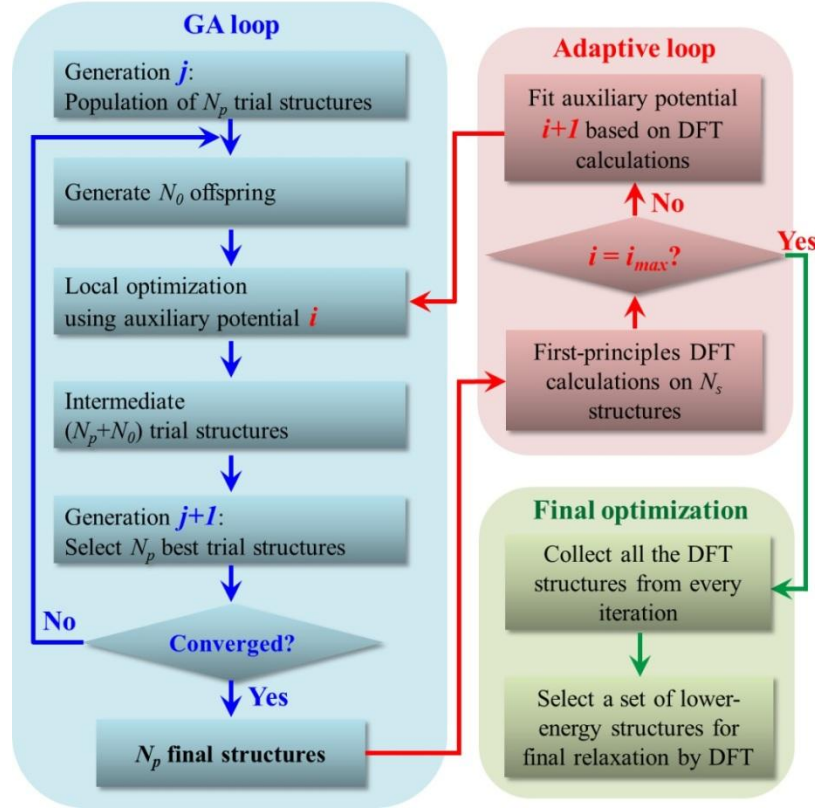 GA loop
Generation j:
Population of Np trial structures
Generate N0 offspring
Local optimization
using auxiliary potential i
Intermediate
(Np+N0) trial structures
Generation j+1:
Select Np best trial structures
No
Converged?
Yes
Np final structures
Adaptive loop
Fit auxiliary potential
i+1 based on DFT
calculations
No
Yes
i = imax?
First-principles DFT
calculations on Ns
structures
Final optimization
Collect all the DFT
structures from every
iteration
Select a set of lower-
energy structures for
final relaxation by DFT